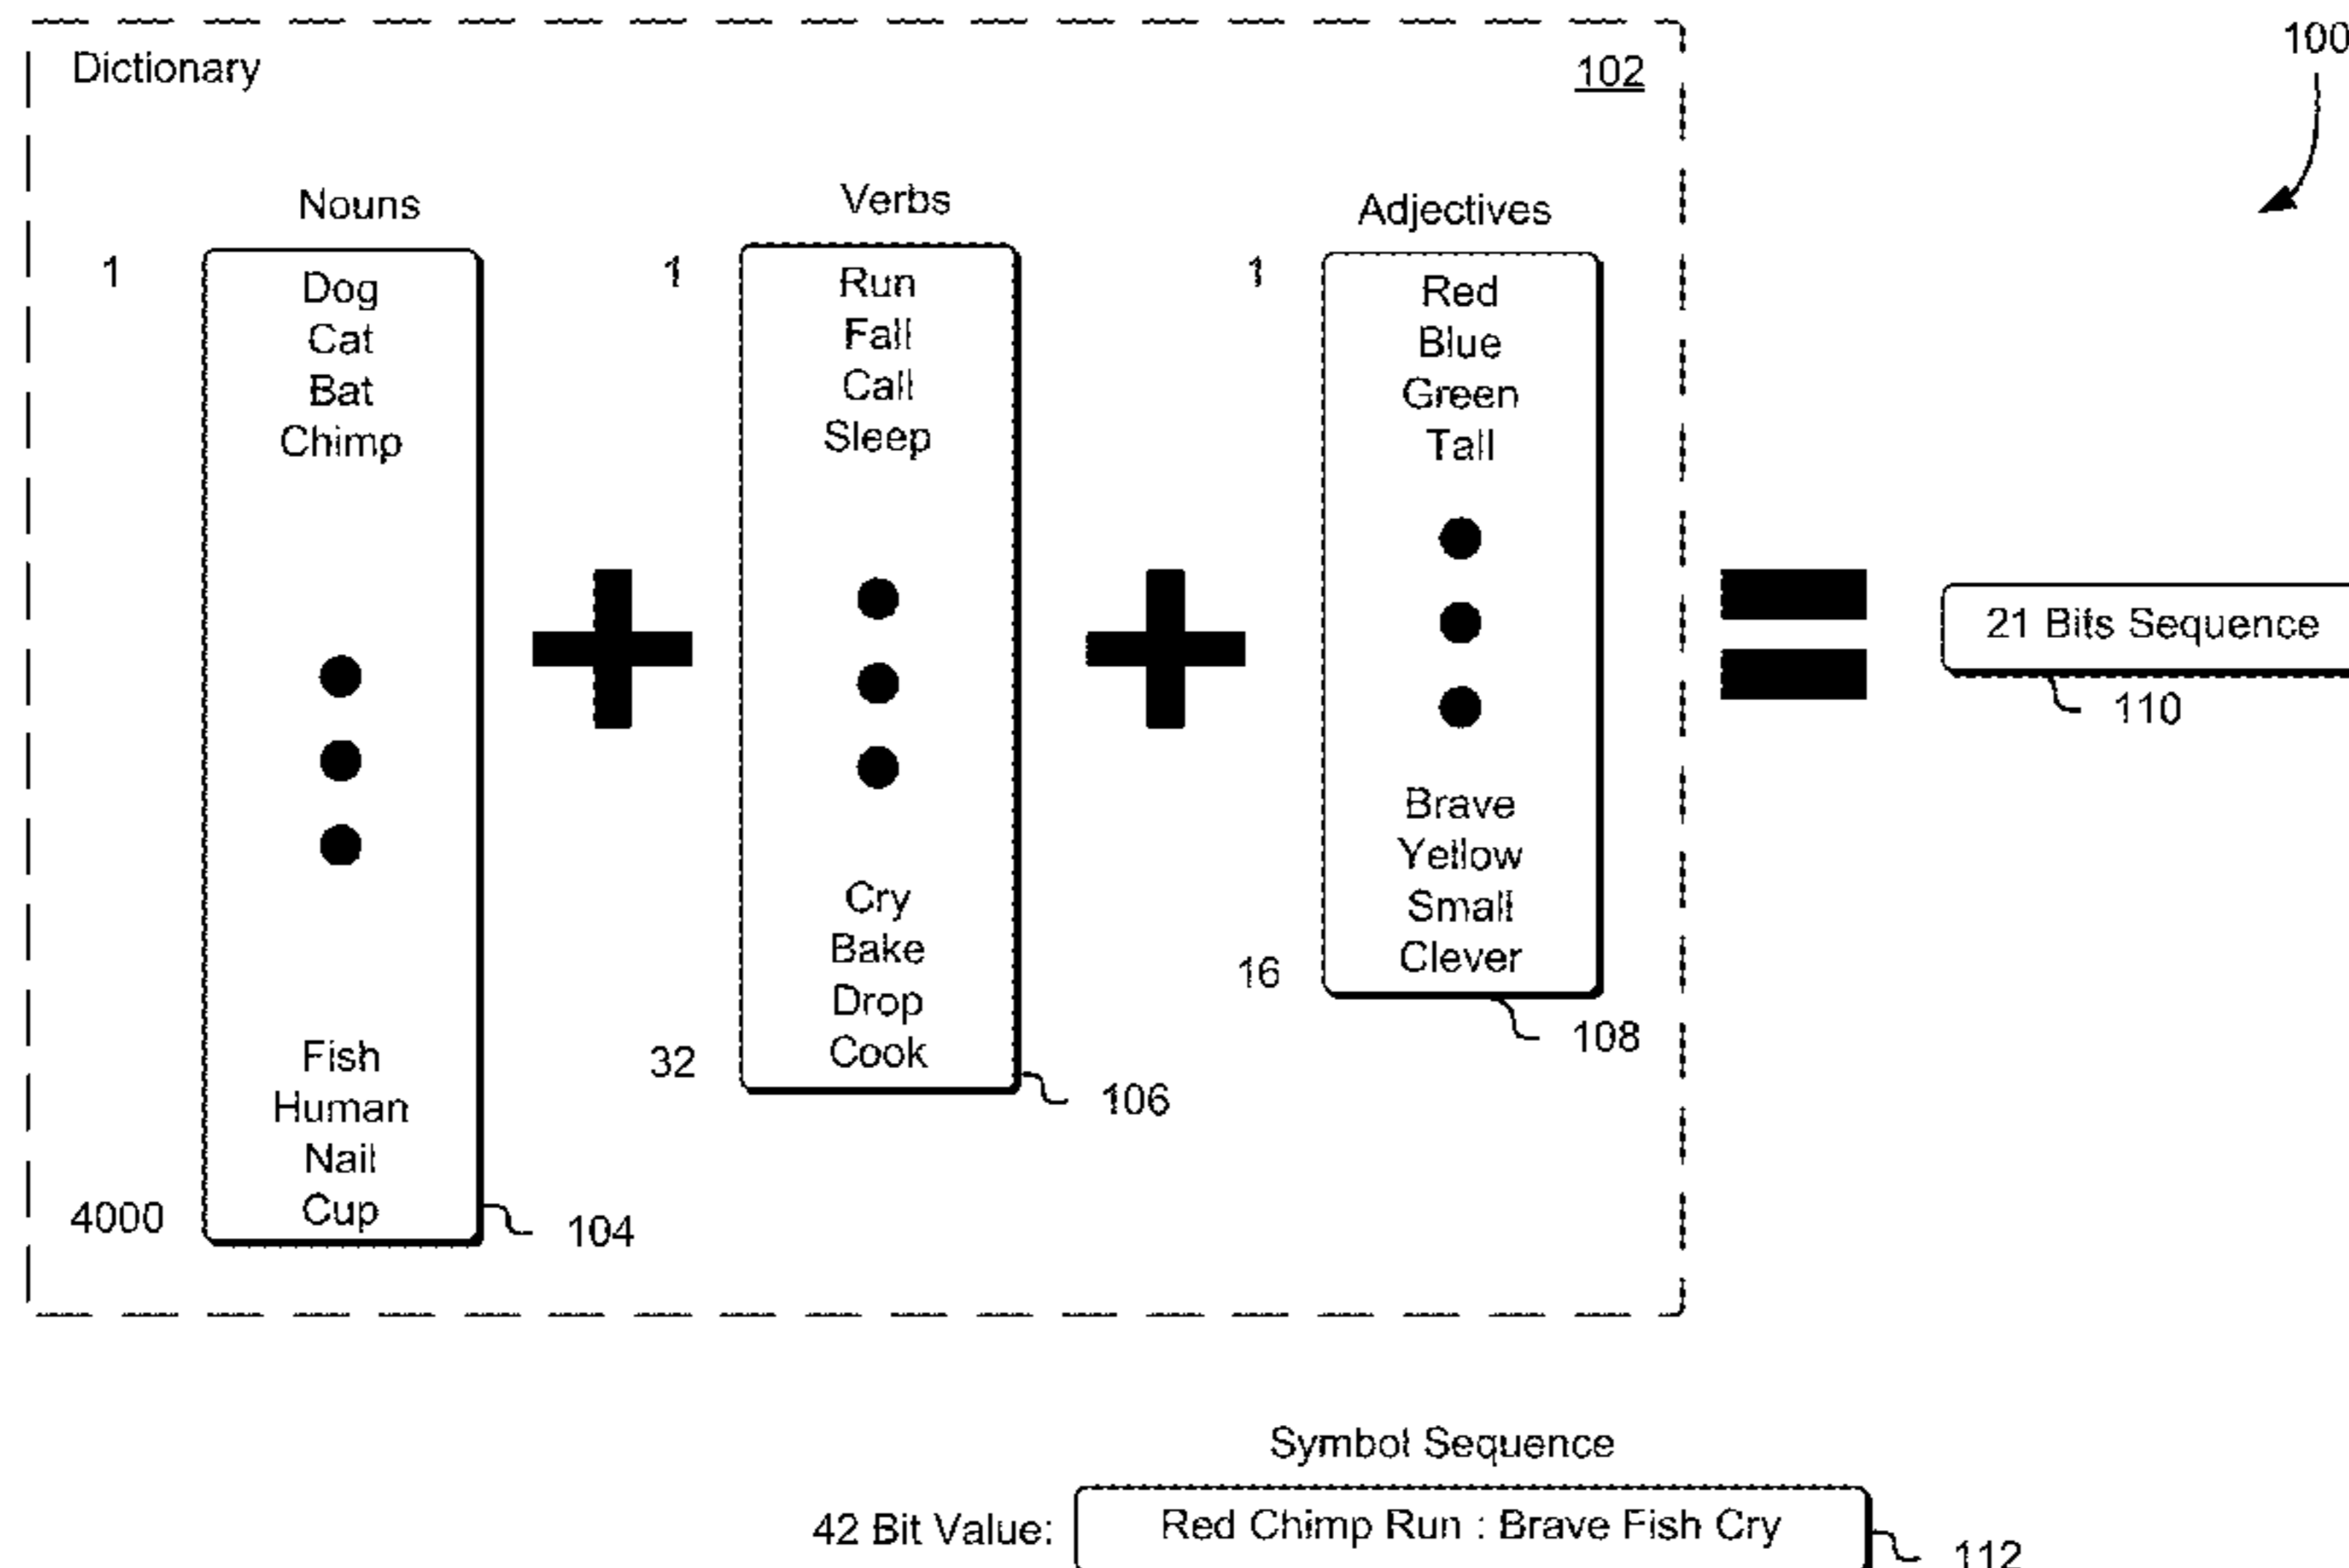 100
Dictionary
102
Nouns
Verbs
Adjectives
1
Dog
Cat
Bat
Chimp
Fish
Human
Nail
Cup
4000
104
1
Run
Fall
Call
Sleep
Cry
Bake
Drop
Cook
32
106
1
Red
Blue
Green
Tall
Brave
Yellow
Small
Clever
16
108
21 Bits Sequence
110
Symbol Sequence
42 Bit Value:
Red Chimp Run : Brave Fish Cry
112